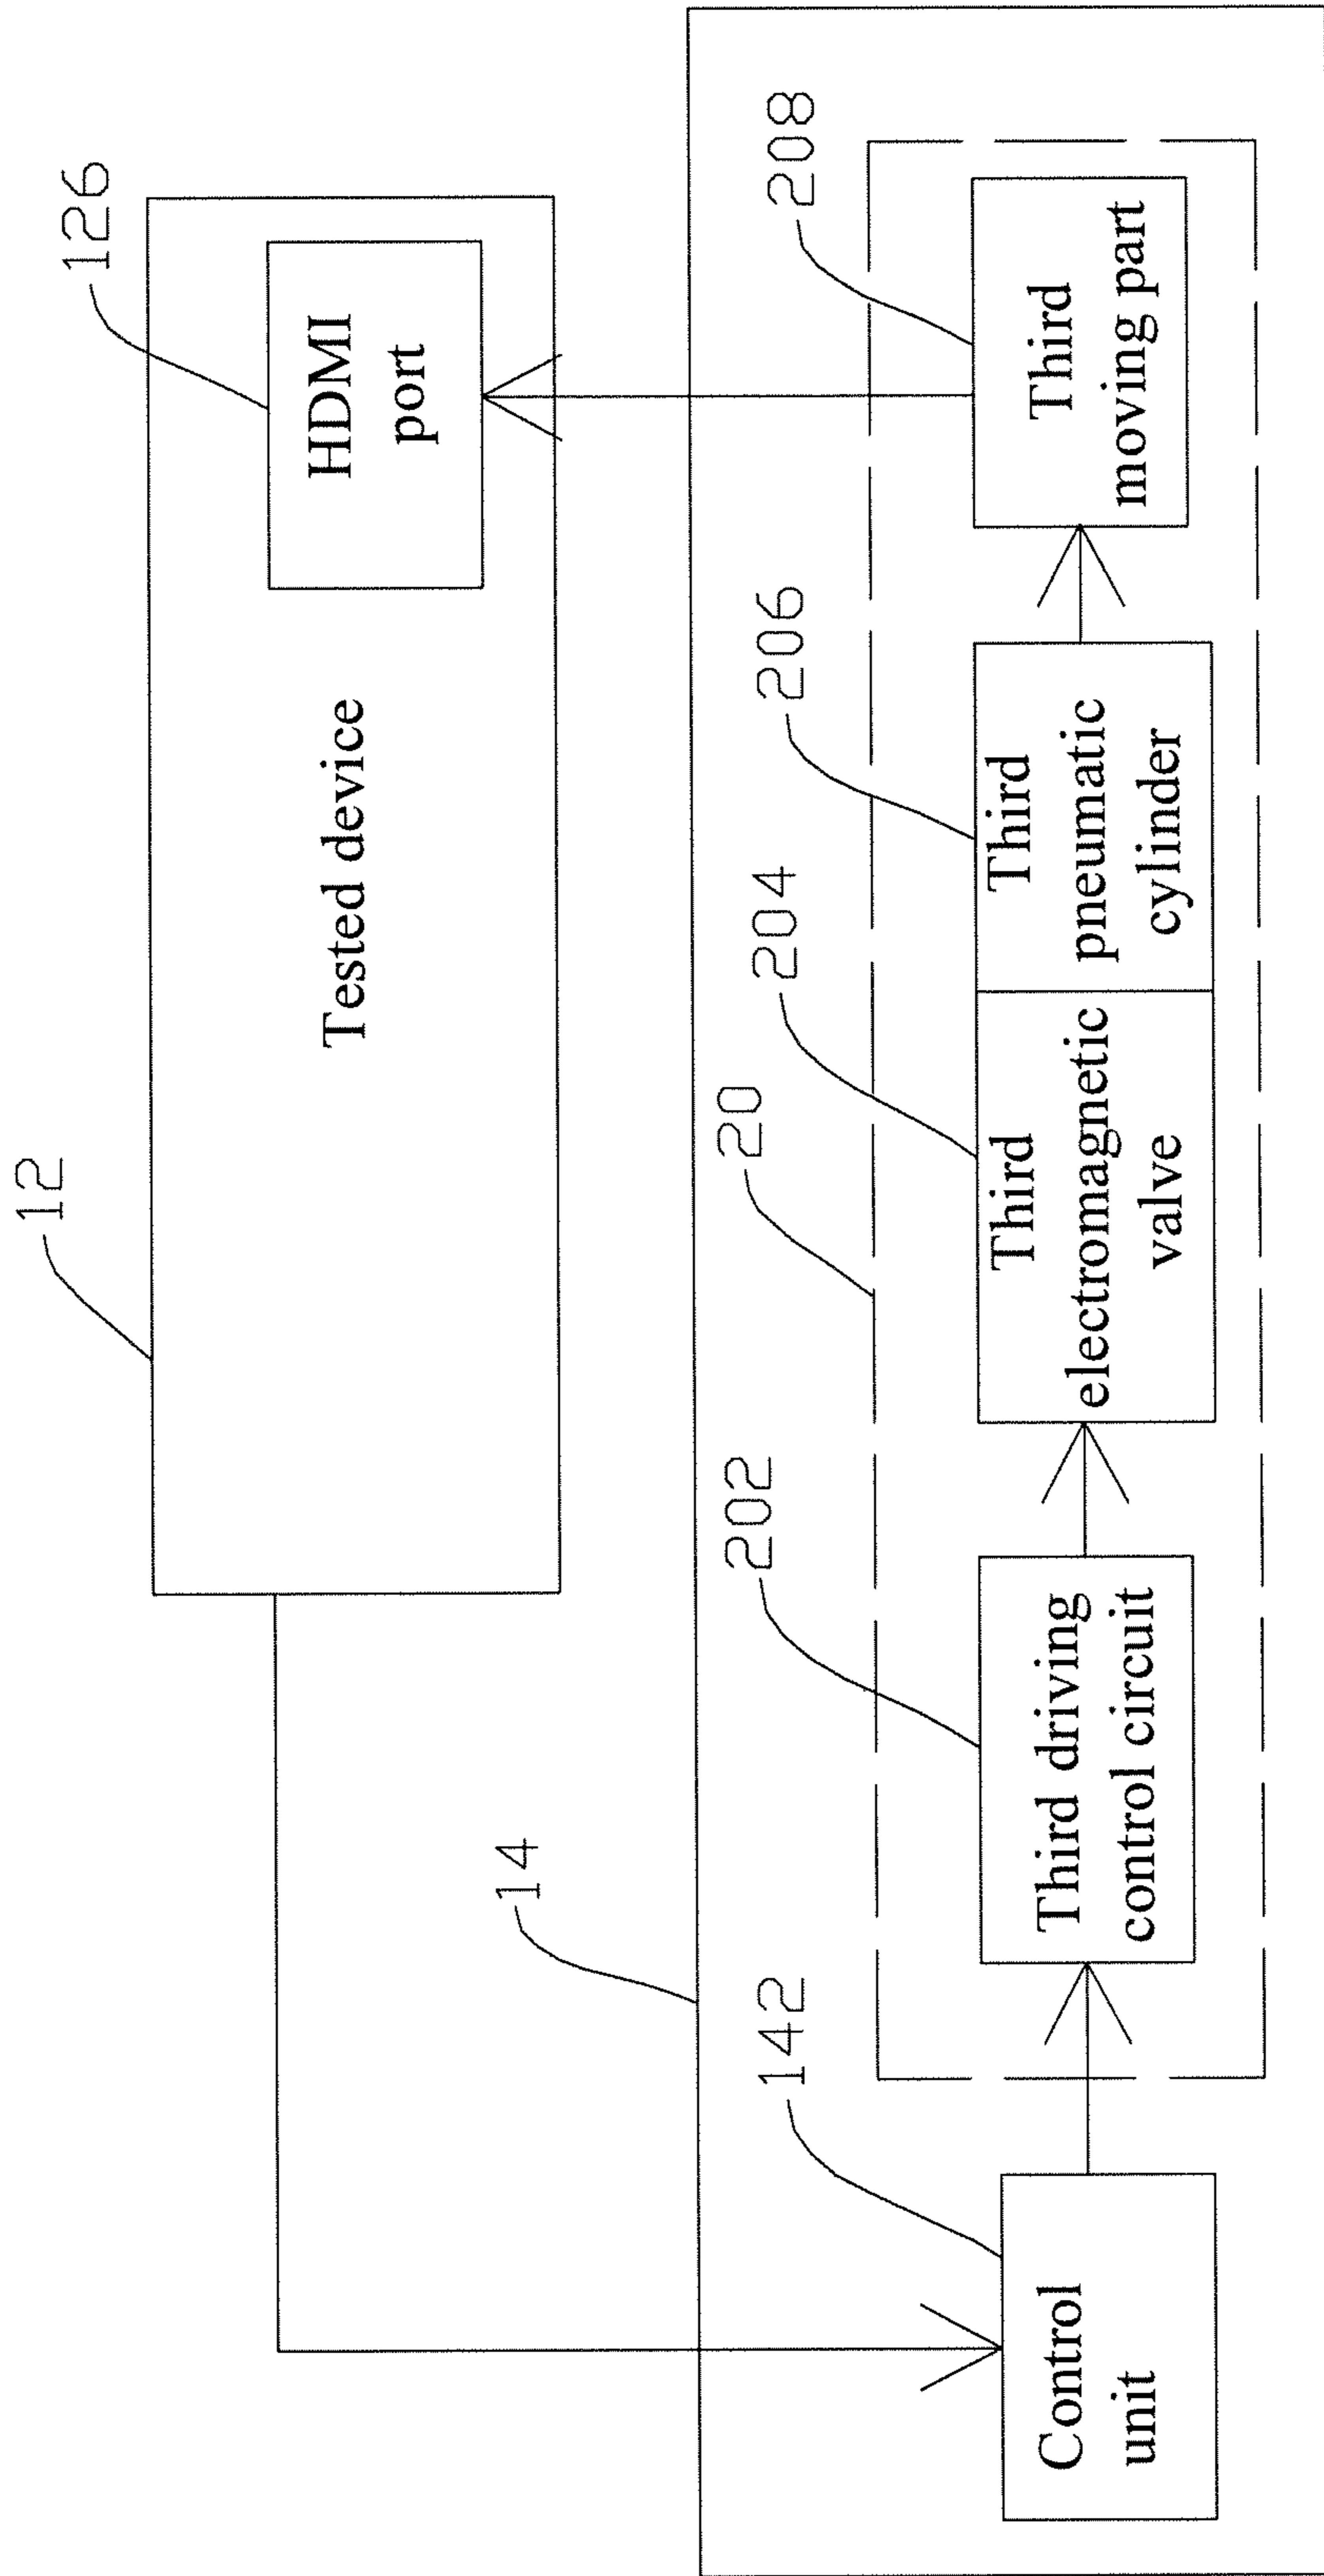 12
126
Tested device
HDMI
port
14
142
202
20
204
206
208
Control
unit
Third driving
control circuit
Third
electromagnetic
valve
Third
pneumatic
cylinder
Third
moving part